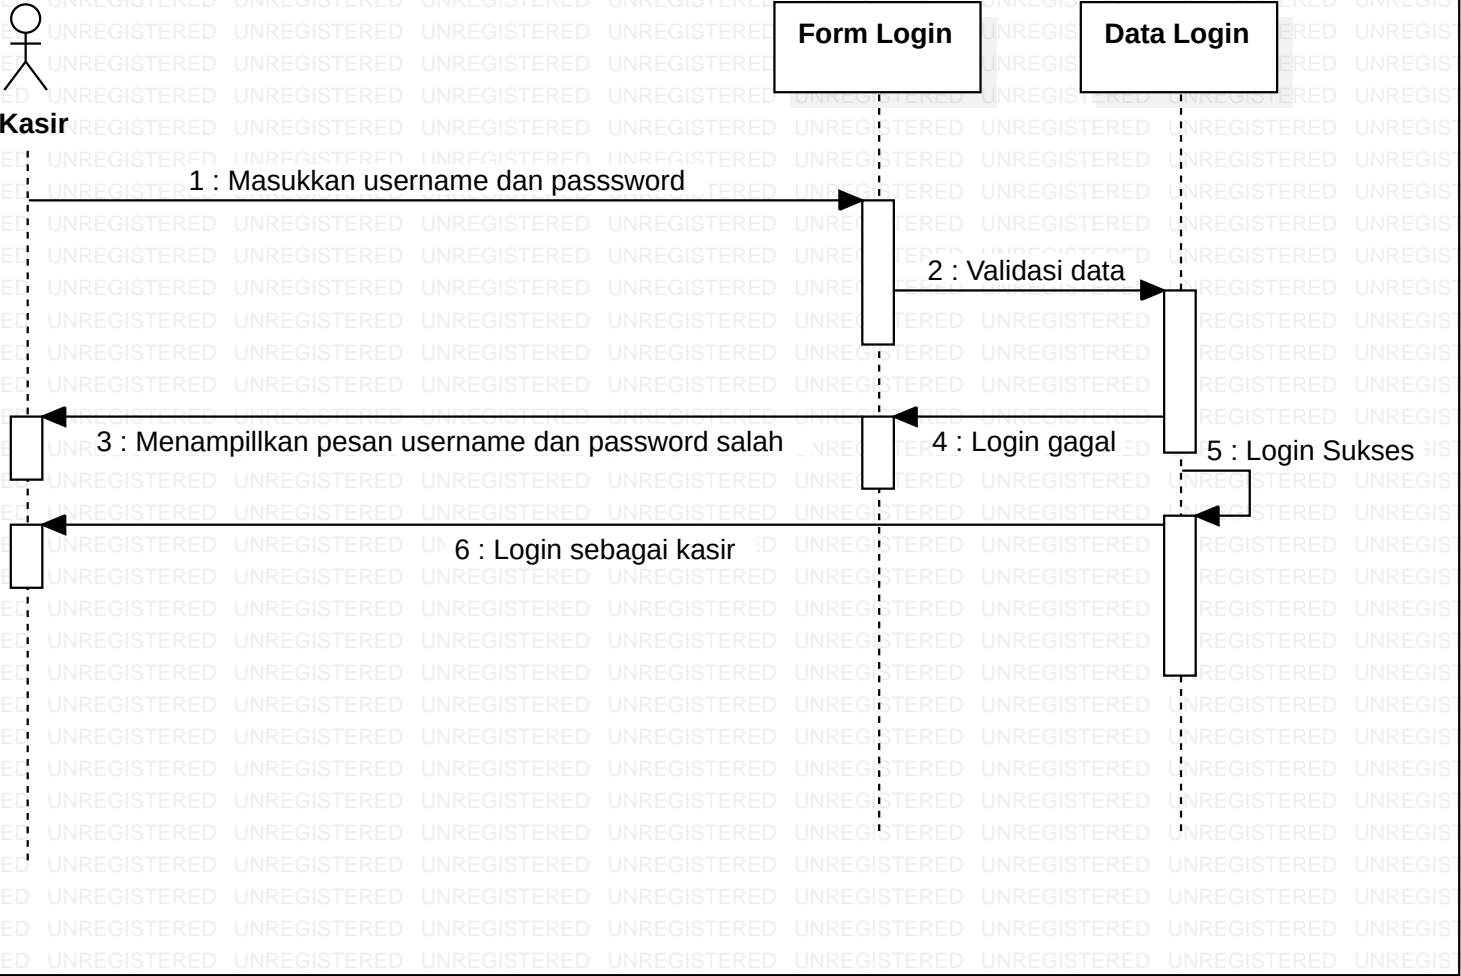 Form Login
Data Login
Kasir
1 : Masukkan username dan passsword
2 : Validasi data
3 : Menampillkan pesan username dan password salah
4 : Login gagal
5 : Login Sukses
6 : Login sebagai kasir
UNREGISTERED